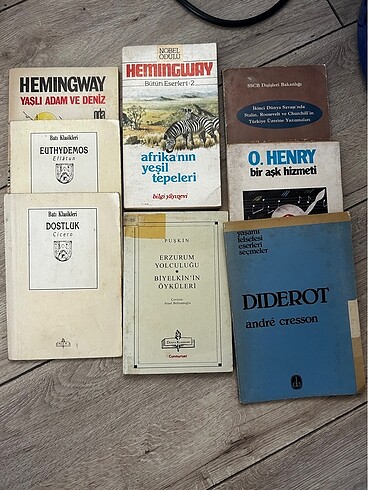 HEMINGWAY
YAŞLI ADAM VE DENİZ
NOBEL
ÖDÜLÜ
HEMINGWAY
Bütün Eserleri-2
afrika'nın
yeşil
tepeleri
bilgi yayınevi
SSCB Dışişleri Bakanlığı
İkinci Dünya Savaşı'nda
Stalin, Roosevelt ve Churchill'in
Türkiye Üzerine Yazışmaları
Batı Klasikleri
EUTHYDEMOS
Eflâtun
O. HENRY
bir aşk hizmeti
Batı Klasikleri
DOSTLUK
Cicero
PUŞKİN
ERZURUM
YOLCULUĞU
BİYELKİN'İN
ÖYKÜLERİ
Cumhuriyet
yaşamı
felsefesi
eserleri
seçmeler
DIDEROT
andré cresson